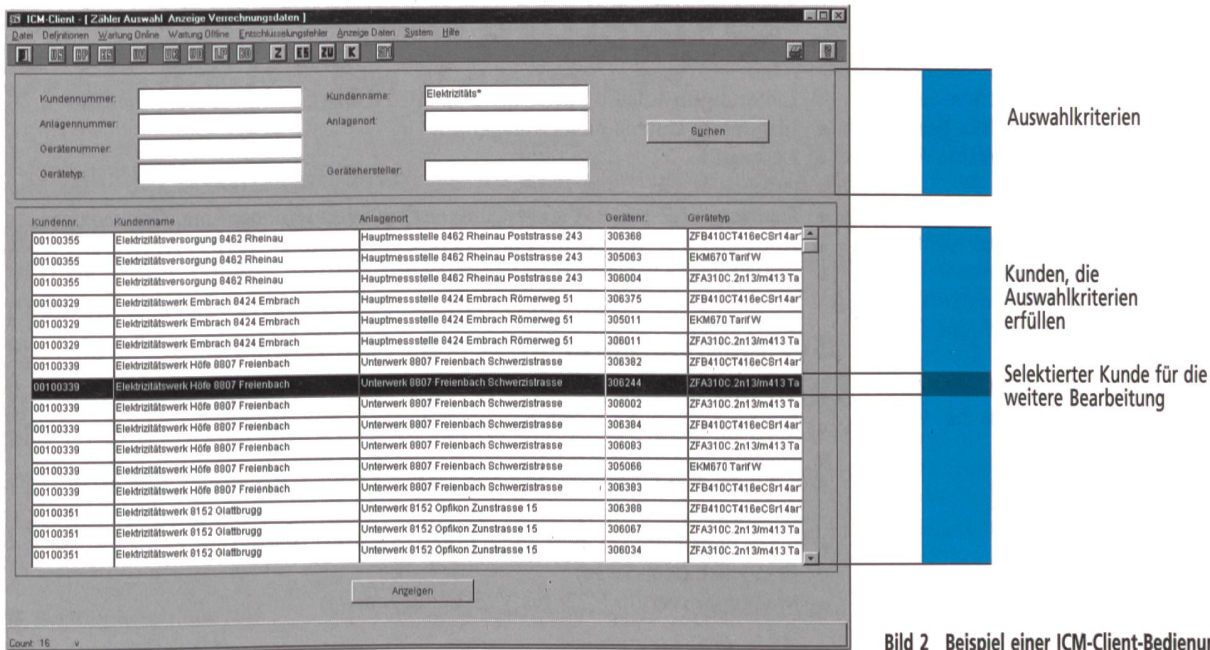 ICM-Client - [ Zähler Auswahl Anzeige Verrechnungsdaten ]
Datei Definitionen Wartung Online Wartung Offline Entschlüsselungsfehler Anzeige Daten System Hilfe
Z ES ZU K
Kundennummer: Kundenname: Elektrizitäts*
Anlagennummer: Anlagenort:
Suchen
Gerätenummer:
Gerätetyp: Gerätehersteller:
Auswahlkriterien
Kundennr. Kundenname Anlagenort Gerätenr. Gerätetyp
00100355 Elektrizitätsversorgung 8462 Rheinau Hauptmessstelle 8462 Rheinau Poststrasse 243 306368 ZFB410CT416eCSr14ar
00100355 Elektrizitätsversorgung 8462 Rheinau Hauptmessstelle 8462 Rheinau Poststrasse 243 305063 EKM670 Tarif W
00100355 Elektrizitätsversorgung 8462 Rheinau Hauptmessstelle 8462 Rheinau Poststrasse 243 306004 ZFA310C.2n13/m413 Ta
00100329 Elektrizitätswerk Embrach 8424 Embrach Hauptmessstelle 8424 Embrach Römerweg 51 306375 ZFB410CT416eCSr14ar
00100329 Elektrizitätswerk Embrach 8424 Embrach Hauptmessstelle 8424 Embrach Römerweg 51 305011 EKM670 Tarif W
00100329 Elektrizitätswerk Embrach 8424 Embrach Hauptmessstelle 8424 Embrach Römerweg 51 306011 ZFA310C.2n13/m413 Ta
00100339 Elektrizitätswerk Höfe 8807 Freienbach Unterwerk 8807 Freienbach Schwerzistrasse 306382 ZFB410CT416eCSr14ar
00100339 Elektrizitätswerk Höfe 8807 Freienbach Unterwerk 8807 Freienbach Schwerzistrasse 306244 ZFA310C.2n13/m413 Ta
00100339 Elektrizitätswerk Höfe 8807 Freienbach Unterwerk 8807 Freienbach Schwerzistrasse 306002 ZFA310C.2n13/m413 Ta
00100339 Elektrizitätswerk Höfe 8807 Freienbach Unterwerk 8807 Freienbach Schwerzistrasse 306384 ZFB410CT416eCSr14ar
00100339 Elektrizitätswerk Höfe 8807 Freienbach Unterwerk 8807 Freienbach Schwerzistrasse 306083 ZFA310C.2n13/m413 Ta
00100339 Elektrizitätswerk Höfe 8807 Freienbach Unterwerk 8807 Freienbach Schwerzistrasse 305066 EKM670 Tarif W
00100339 Elektrizitätswerk Höfe 8807 Freienbach Unterwerk 8807 Freienbach Schwerzistrasse 306383 ZFB410CT416eCSr14ar
00100351 Elektrizitätswerk 8152 Glattbrugg Unterwerk 8152 Opfikon Zunstrasse 15 306388 ZFB410CT416eCSr14ar
00100351 Elektrizitätswerk 8152 Glattbrugg Unterwerk 8152 Opfikon Zunstrasse 15 306067 ZFA310C.2n13/m413 Ta
00100351 Elektrizitätswerk 8152 Glattbrugg Unterwerk 8152 Opfikon Zunstrasse 15 306034 ZFA310C.2n13/m413 Ta
Kunden, die
Auswahlkriterien
erfüllen
Selektierter Kunde für die
weitere Bearbeitung
Anzeigen
Count: 16 v
Bild 2 Beispiel einer ICM-Client-Bedienun